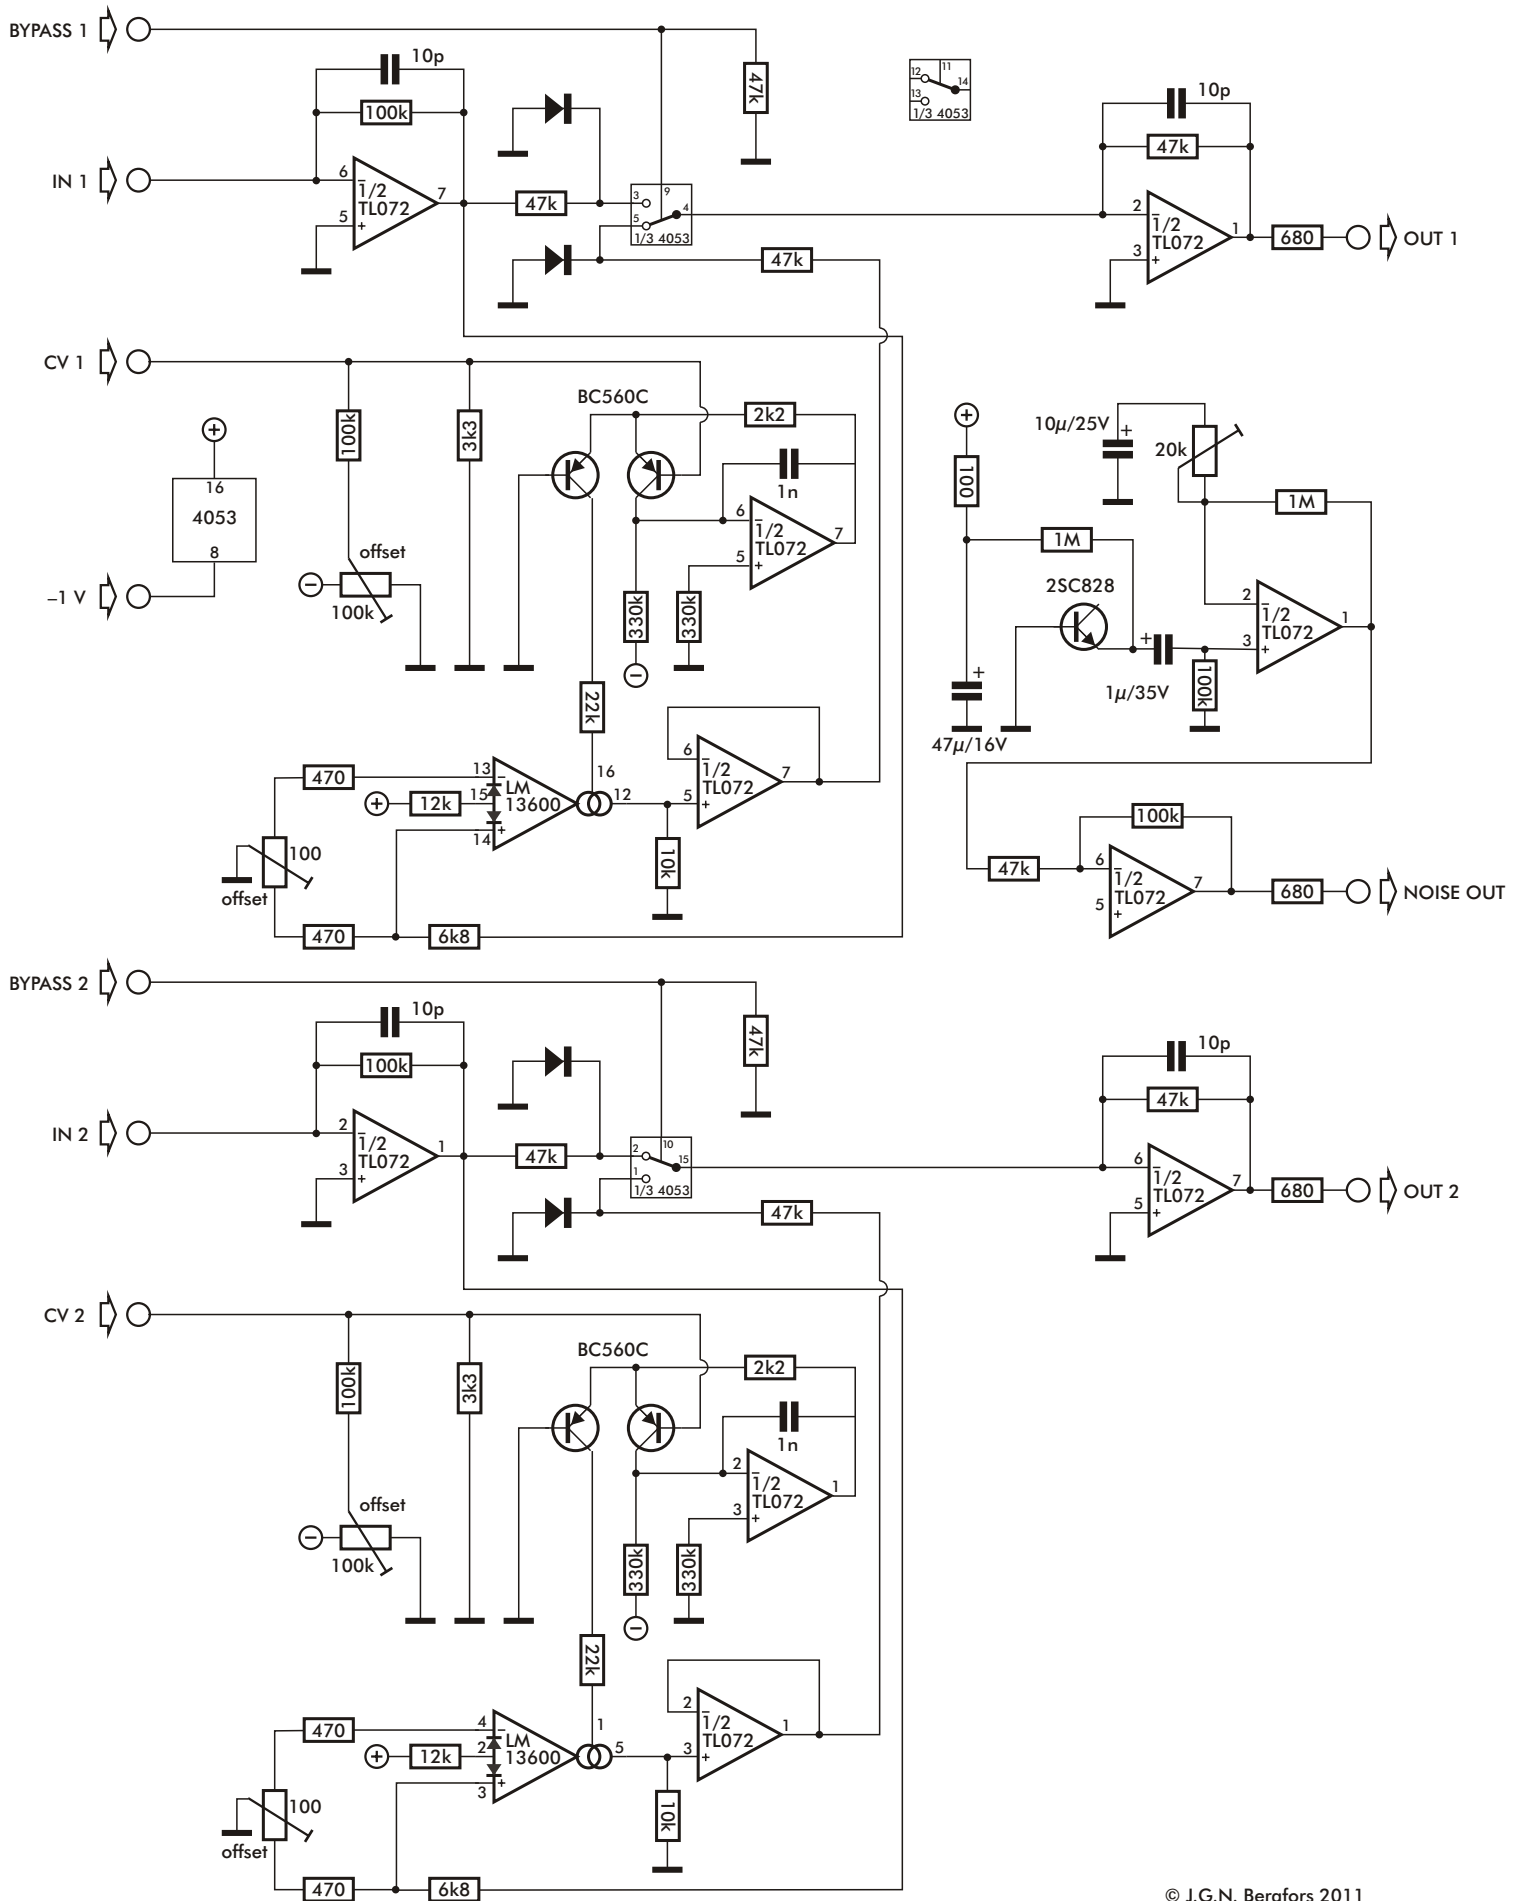 BYPASS 1
10p
100k
47k
12
11
14
13
1/3 4053
10p
47k
IN 1
6
–
1/2
TL072
5
+
7
47k
3
9
4
5
1/3 4053
2
–
1/2
TL072
3
+
1
680
OUT 1
47k
CV 1
BC560C
2k2
100k
3k3
1n
6
–
1/2
TL072
5
+
7
16
4053
8
–1 V
offset
100k
330k
330k
22k
10µ/25V
+
20k
100
1M
1M
2SC828
+
1µ/35V
100k
+
47µ/16V
2
–
1/2
TL072
3
+
1
470
13
–
LM
13600
15
12k
14
+
16
12
6
–
1/2
TL072
5
+
7
100
offset
10k
470
6k8
100k
47k
6
–
1/2
TL072
5
+
7
680
NOISE OUT
BYPASS 2
10p
100k
47k
10p
47k
IN 2
2
–
1/2
TL072
3
+
1
47k
2
10
15
1
1/3 4053
6
–
1/2
TL072
5
+
7
680
OUT 2
47k
CV 2
BC560C
2k2
100k
3k3
1n
2
–
1/2
TL072
3
+
1
offset
100k
330k
330k
22k
470
4
–
LM
13600
2
12k
3
+
1
5
2
–
1/2
TL072
3
+
1
100
offset
10k
470
6k8
© J.G.N. Bergfors 2011